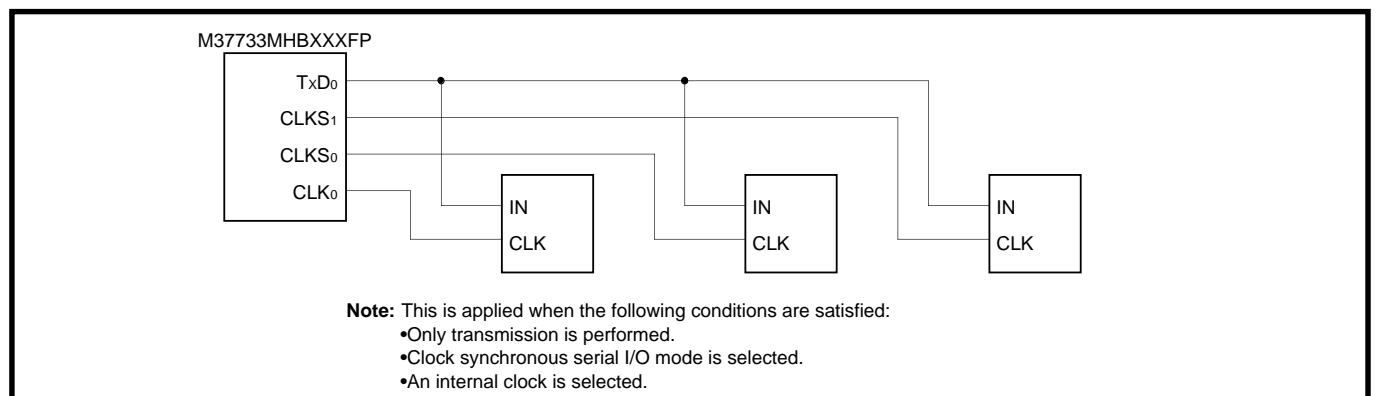 M37733MHBXXXFP
TxD0
CLKS1
CLKS0
CLK0
IN
CLK
IN
CLK
IN
CLK
Note: This is applied when the following conditions are satisfied:
•Only transmission is performed.
•Clock synchronous serial I/O mode is selected.
•An internal clock is selected.